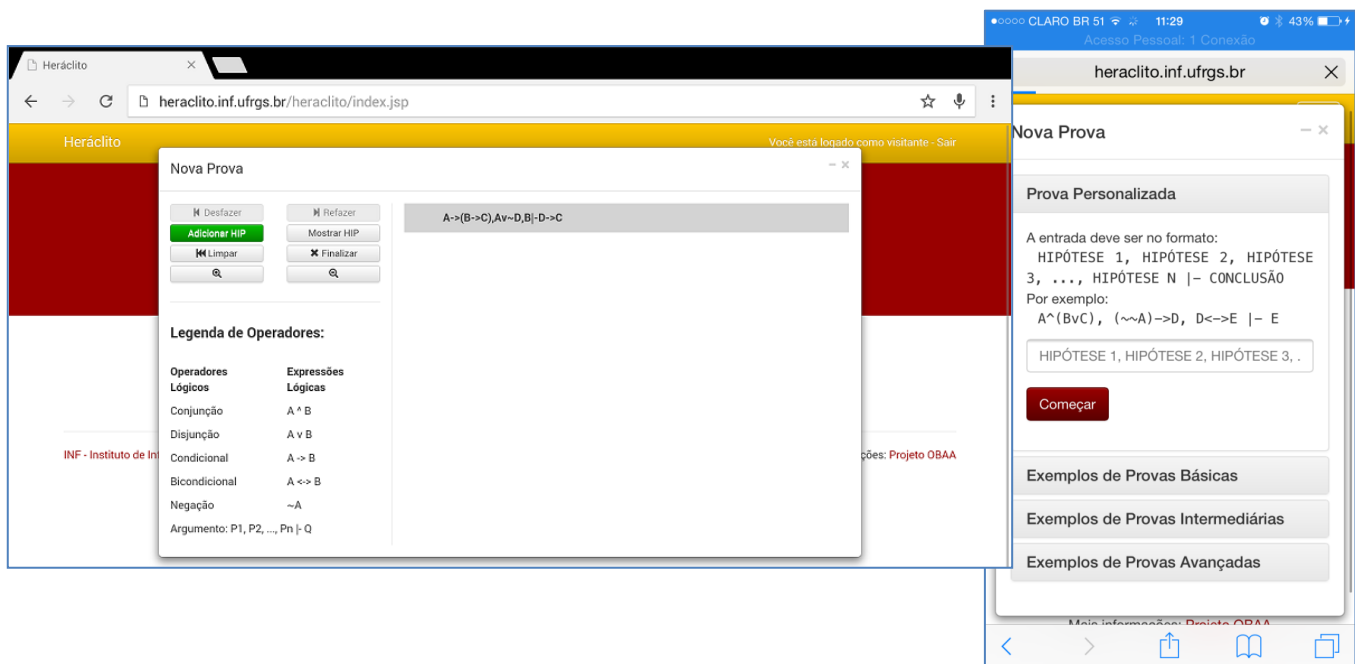 Heráclito
heraclito.inf.ufrgs.br/heraclito/index.jsp
Heráclito
Você está logado como visitante - Sair
Nova Prova
Desfazer
Refazer
Adicionar HIP
Mostrar HIP
Limpar
Finalizar
A->(B->C),Av~D,B|-D->C
Legenda de Operadores:
Operadores Lógicos
Expressões Lógicas
Conjunção A ^ B
Disjunção A v B
Condicional A -> B
Bicondicional A <-> B
Negação ~A
Argumento: P1, P2, ..., Pn |- Q
INF - Instituto de In
ções: Projeto OBAA
CLARO BR 51 11:29 43%
Acesso Pessoal: 1 Conexão
heraclito.inf.ufrgs.br
Nova Prova
Prova Personalizada
A entrada deve ser no formato:
HIPÓTESE 1, HIPÓTESE 2, HIPÓTESE
3, ..., HIPÓTESE N |- CONCLUSÃO
Por exemplo:
A^(BvC), (~~A)->D, D<->E |- E
HIPÓTESE 1, HIPÓTESE 2, HIPÓTESE 3, .
Começar
Exemplos de Provas Básicas
Exemplos de Provas Intermediárias
Exemplos de Provas Avançadas
Mais informações: Projeto OBAA